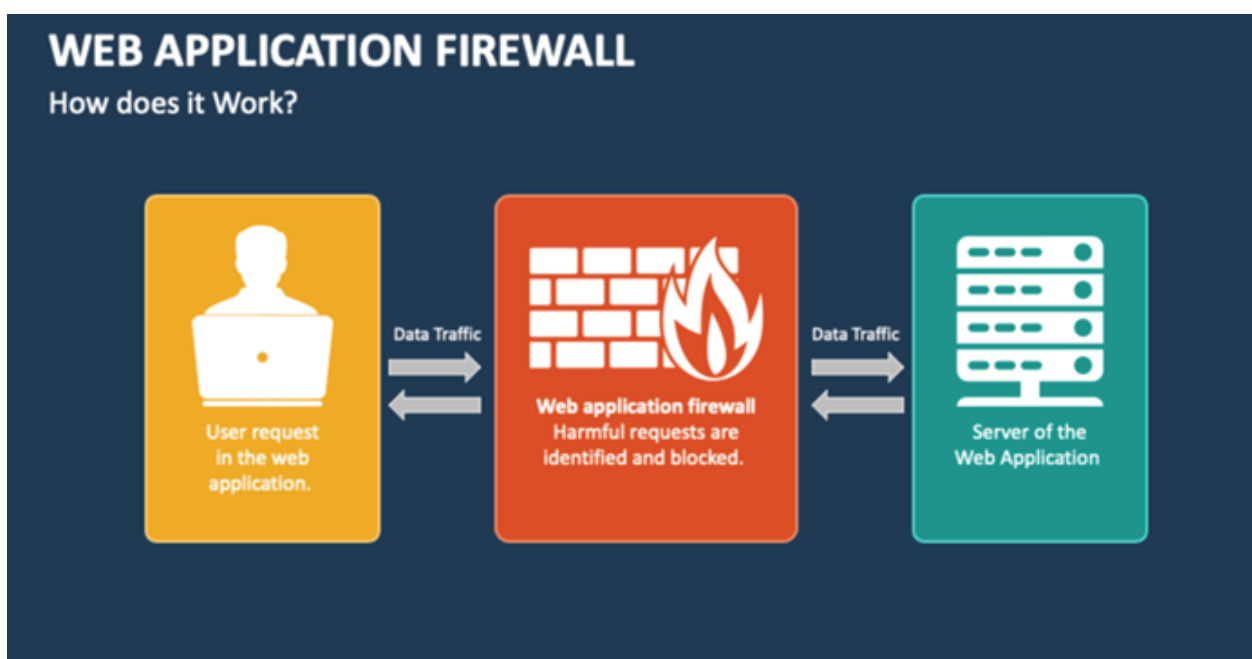 WEB APPLICATION FIREWALL
How does it Work?
Data Traffic
Data Traffic
User request
in the web
application.
Web application firewall
Harmful requests are
identified and blocked.
Server of the
Web Application